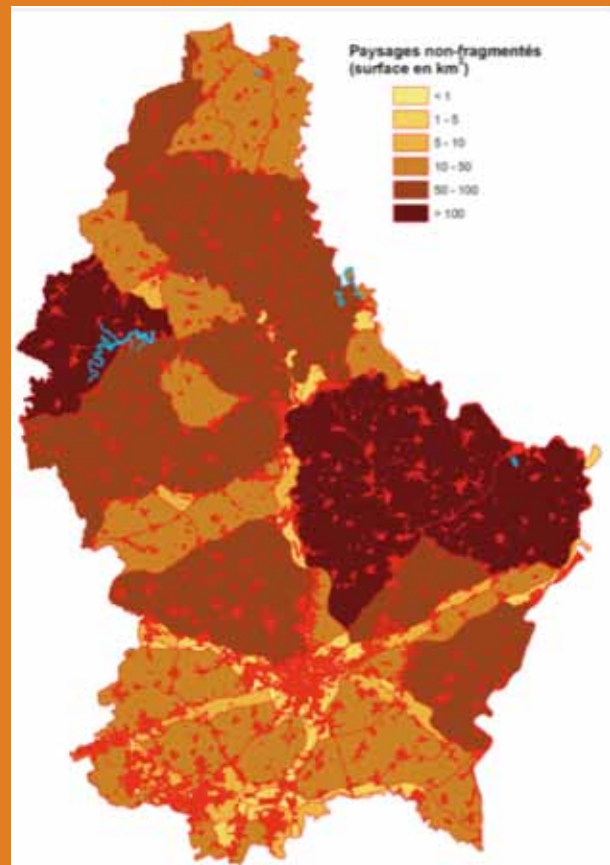 Paysages non-fragmentés
(surface en km²)
< 1
1 - 5
5 - 10
10 - 50
50 - 100
> 100